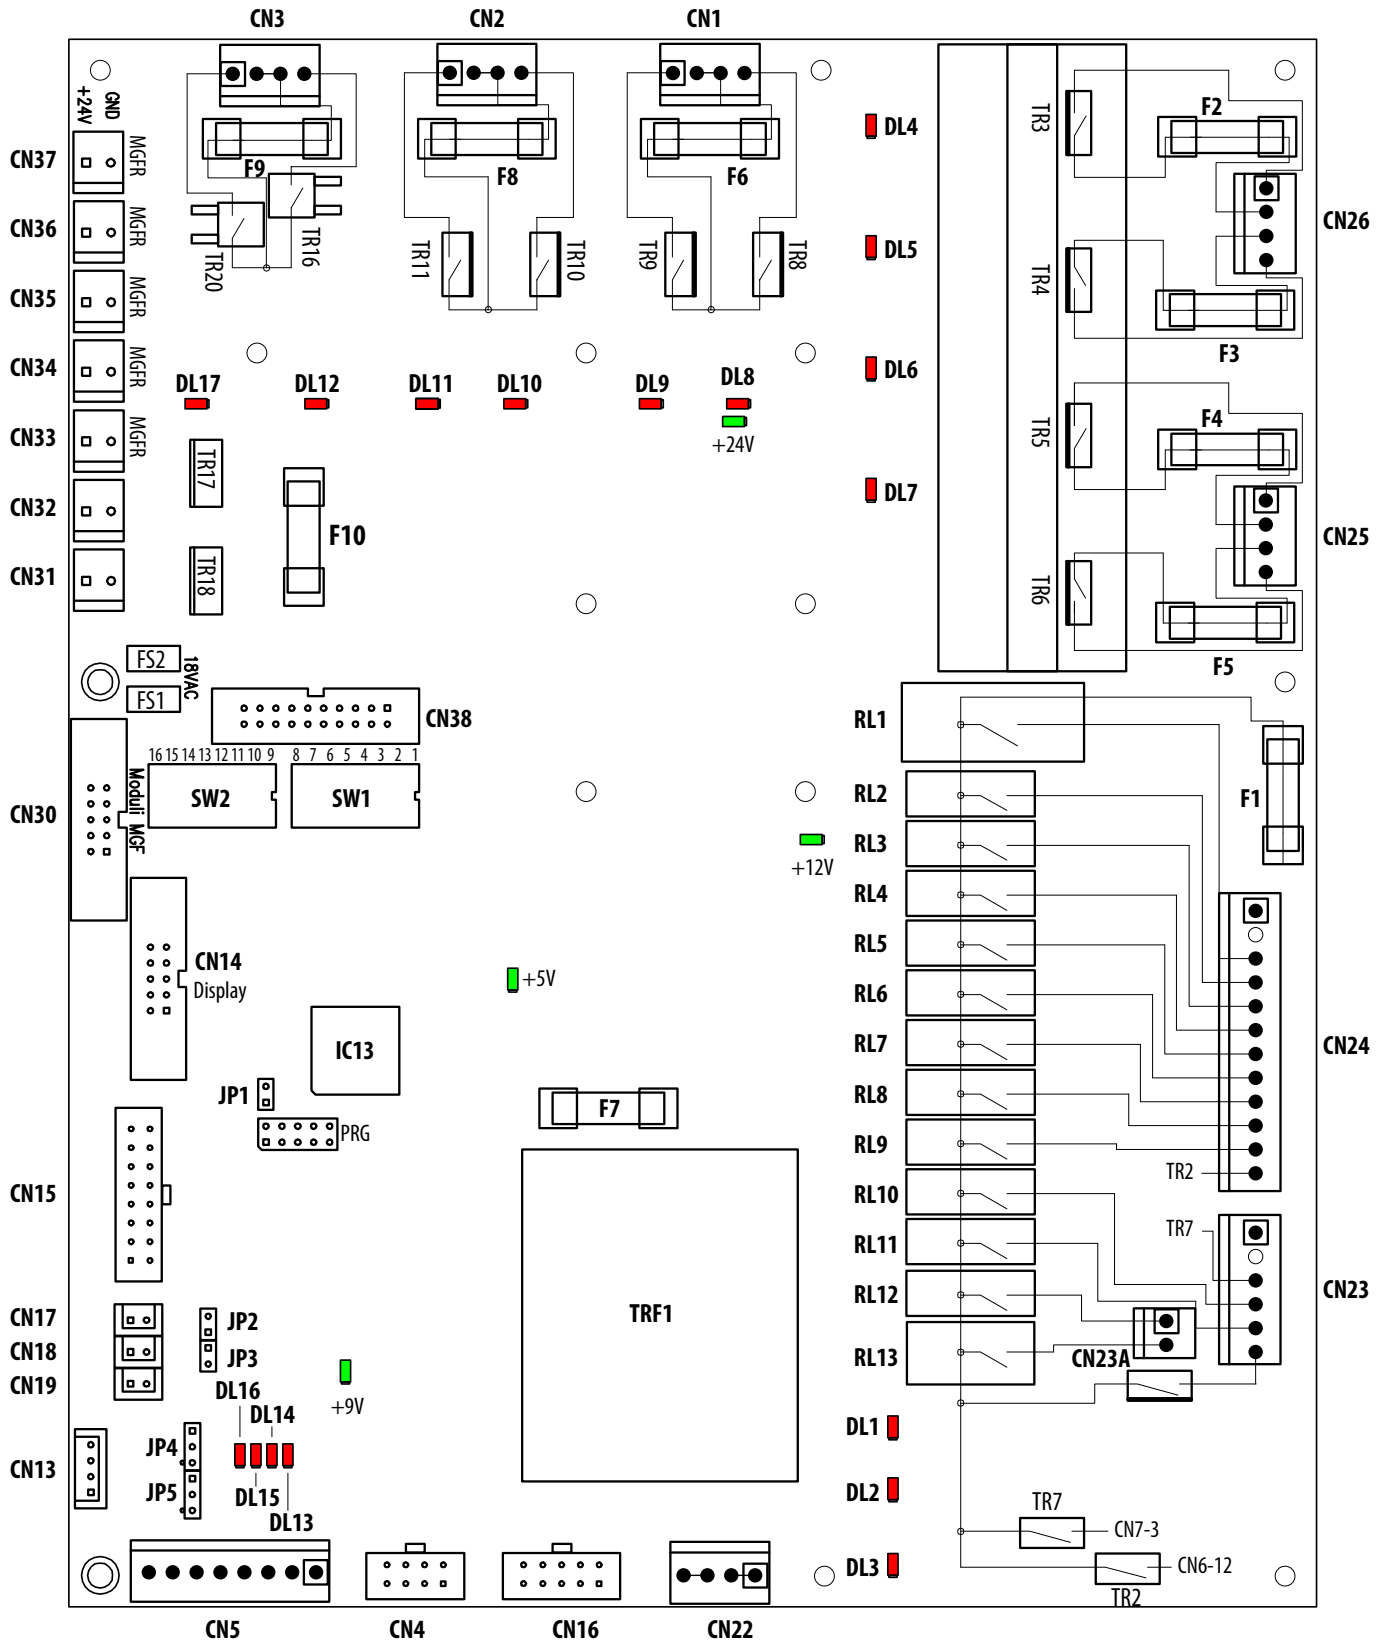 CN3
CN2
CN1
+24V
GND
CN37
MGFR
CN36
MGFR
CN35
MGFR
CN34
MGFR
CN33
MGFR
CN32
CN31
F9
F8
F6
TR20
TR16
TR11
TR10
TR9
TR8
DL4
DL5
DL6
DL7
TR3
TR4
TR5
TR6
F2
CN26
F3
F4
CN25
F5
DL17
DL12
DL11
DL10
DL9
DL8
+24V
TR17
TR18
F10
FS2
FS1
18VAC
CN38
16 15 14 13 12 11 10 9
8 7 6 5 4 3 2 1
SW2
SW1
CN30
Moduli MGF
+12V
CN14
Display
+5V
IC13
JP1
PRG
F7
TRF1
CN15
CN17
CN18
CN19
JP2
JP3
+9V
DL16
DL14
DL15
DL13
CN13
JP4
JP5
RL1
RL2
RL3
RL4
RL5
RL6
RL7
RL8
RL9
RL10
RL11
RL12
RL13
F1
CN24
TR2
TR7
CN23
CN23A
DL1
DL2
DL3
TR7
CN7-3
CN6-12
TR2
CN5
CN4
CN16
CN22